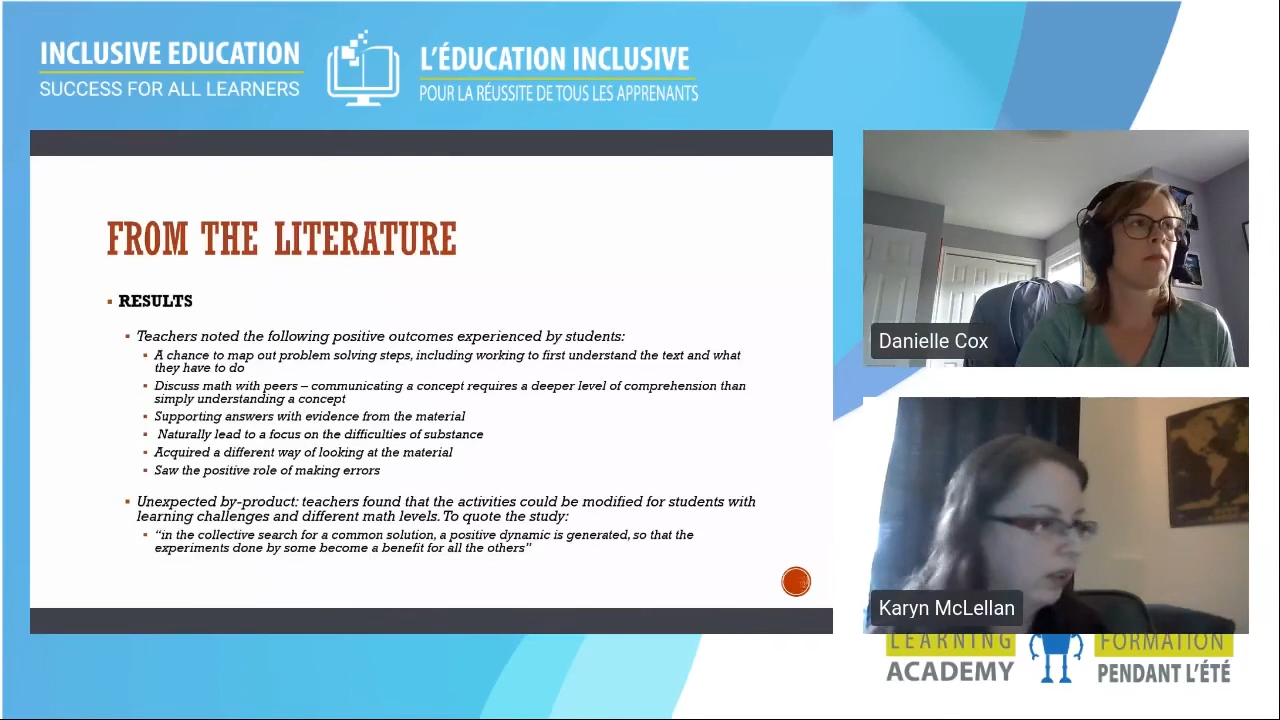 INCLUSIVE EDUCATION
SUCCESS FOR ALL LEARNERS
L'ÉDUCATION INCLUSIVE
POUR LA RÉUSSITE DE TOUS LES APPRENANTS
FROM THE LITERATURE
RESULTS
Teachers noted the following positive outcomes experienced by students:
A chance to map out problem solving steps, including working to first understand the text and what
they have to do
Discuss math with peers – communicating a concept requires a deeper level of comprehension than
simply understanding a concept
Supporting answers with evidence from the material
Naturally lead to a focus on the difficulties of substance
Acquired a different way of looking at the material
Saw the positive role of making errors
Unexpected by-product: teachers found that the activities could be modified for students with
learning challenges and different math levels. To quote the study:
“in the collective search for a common solution, a positive dynamic is generated, so that the
experiments done by some become a benefit for all the others”
Danielle Cox
Karyn McLellan
LEARNING
ACADEMY
FORMATION
PENDANT L'ÉTÉ